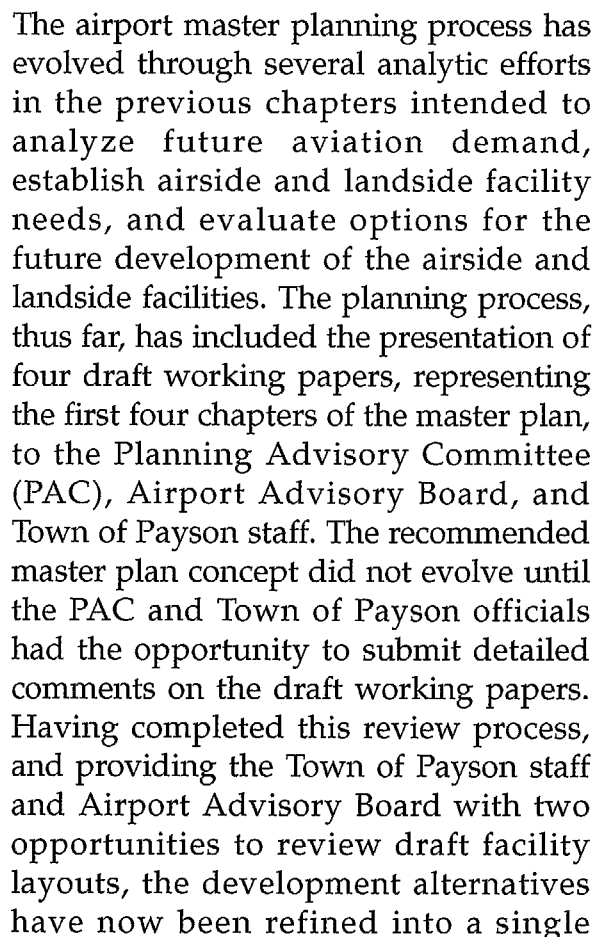 The airport master planning process has
evolved through several analytic efforts
in the previous chapters intended to
analyze future aviation demand,
establish airside and landside facility
needs, and evaluate options for the
future development of the airside and
landside facilities. The planning process,
thus far, has included the presentation of
four draft working papers, representing
the first four chapters of the master plan,
to the Planning Advisory Committee
(PAC), Airport Advisory Board, and
Town of Payson staff. The recommended
master plan concept did not evolve until
the PAC and Town of Payson officials
had the opportunity to submit detailed
comments on the draft working papers.
Having completed this review process,
and providing the Town of Payson staff
and Airport Advisory Board with two
opportunities to review draft facility
layouts, the development alternatives
have now been refined into a single